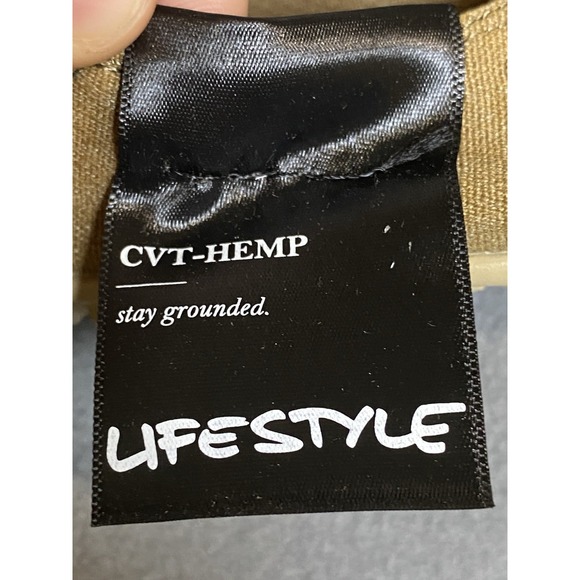 CVT-HEMP
stay grounded.
LIFESTYLE